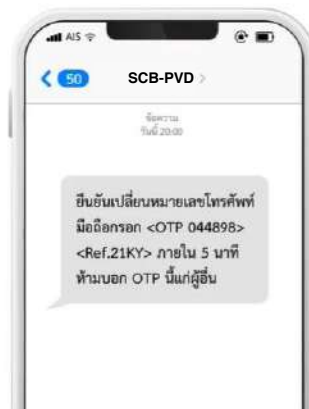 AIS
50
SCB-PVD
ข้อความ
วันนี้ 20:00
ยืนยันเปลี่ยนหมายเลขโทรศัพท์
มือถือกรอก <OTP 044898>
<Ref.21KY> ภายใน 5 นาที
ห้ามบอก OTP นี้แก่ผู้อื่น